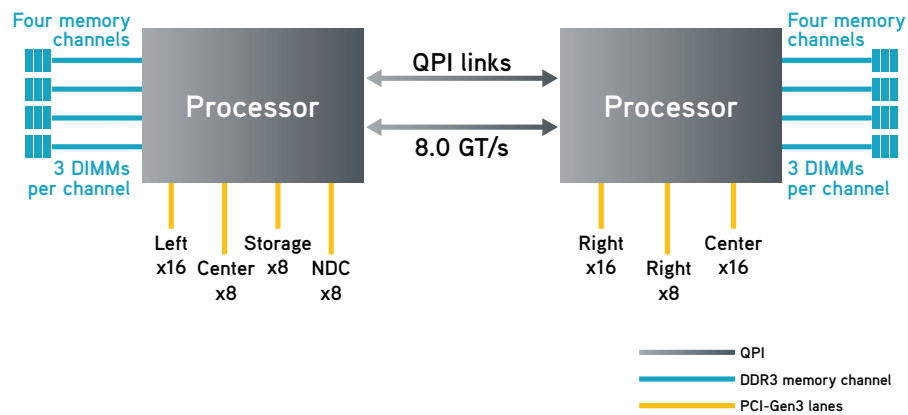 Four memory
channels
Processor
3 DIMMs
per channel
QPI links
8.0 GT/s
Four memory
channels
Processor
3 DIMMs
per channel
Left
x16
Center
x8
Storage
x8
NDC
x8
Right
x16
Right
x8
Center
x16
QPI
DDR3 memory channel
PCI-Gen3 lanes